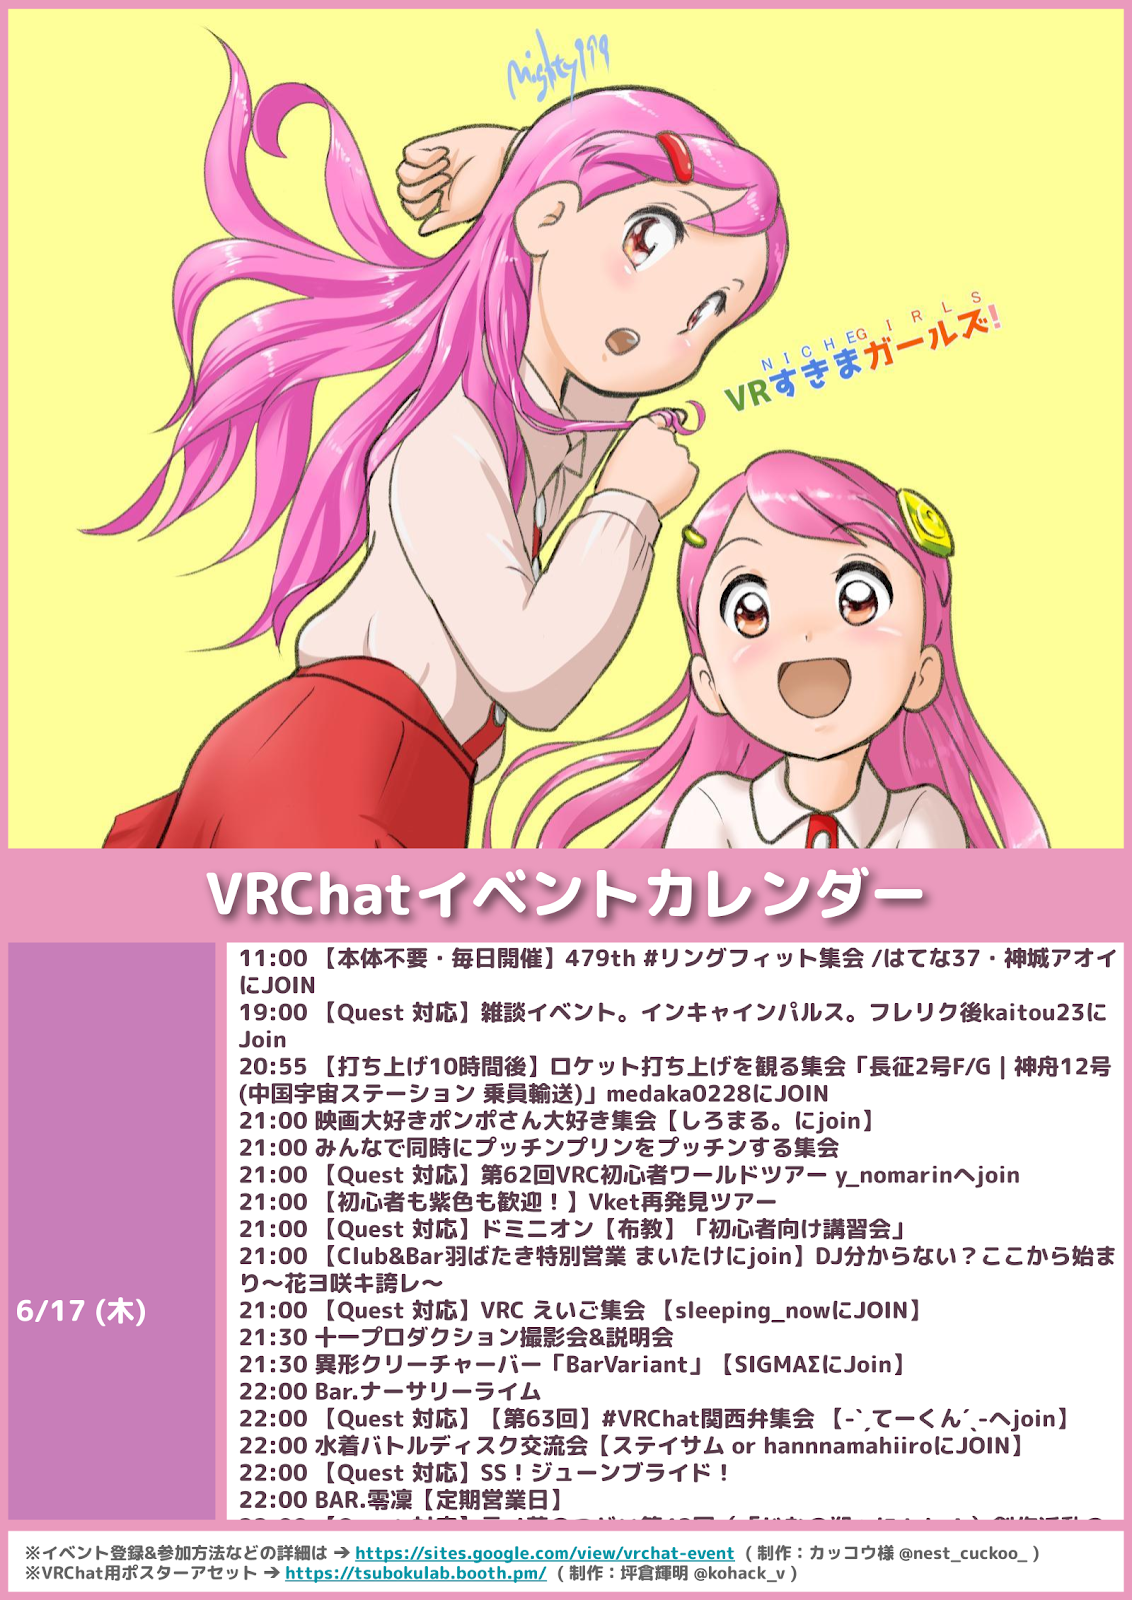 mighty199
NICHE GIRLS
VRすきまガールズ!
VRChatイベントカレンダー
6/17 (木)
11:00 【本体不要・毎日開催】479th #リングフィット集会 /はてな37・神城アオイ
にJOIN
19:00 【Quest 対応】雑談イベント。インキャインパルス。フレリク後kaitou23に
Join
20:55 【打ち上げ10時間後】ロケット打ち上げを観る集会「長征2号F/G | 神舟12号
(中国宇宙ステーション 乗員輸送)」medaka0228にJOIN
21:00 映画大好きポンポさん大好き集会【しろまる。にjoin】
21:00 みんなで同時にプッチンプリンをプッチンする集会
21:00 【Quest 対応】第62回VRC初心者ワールドツアー y_nomarinへjoin
21:00 【初心者も紫色も歓迎！】Vket再発見ツアー
21:00 【Quest 対応】ドミニオン【布教】「初心者向け講習会」
21:00 【Club&Bar羽ばたき特別営業 まいたけにjoin】DJ分からない？ここから始ま
り～花ヨ咲キ誇レ～
21:00 【Quest 対応】VRC えいご集会 【sleeping_nowにJOIN】
21:30 十一プロダクション撮影会&説明会
21:30 異形クリーチャーバー「BarVariant」【SIGMAΣにJoin】
22:00 Bar.ナーサリーライム
22:00 【Quest 対応】【第63回】#VRChat関西弁集会 【-`ˏてーくん´ˎ-へjoin】
22:00 水着バトルディスク交流会【ステイサム or hannnamahiiroにJOIN】
22:00 【Quest 対応】SS！ジューンブライド！
22:00 BAR.零凜【定期営業日】
※イベント登録&参加方法などの詳細は → https://sites.google.com/view/vrchat-event （ 制作：カッコウ様 @nest_cuckoo_ ）
※VRChat用ポスターアセット → https://tsubokulab.booth.pm/ （ 制作：坪倉輝明 @kohack_v ）